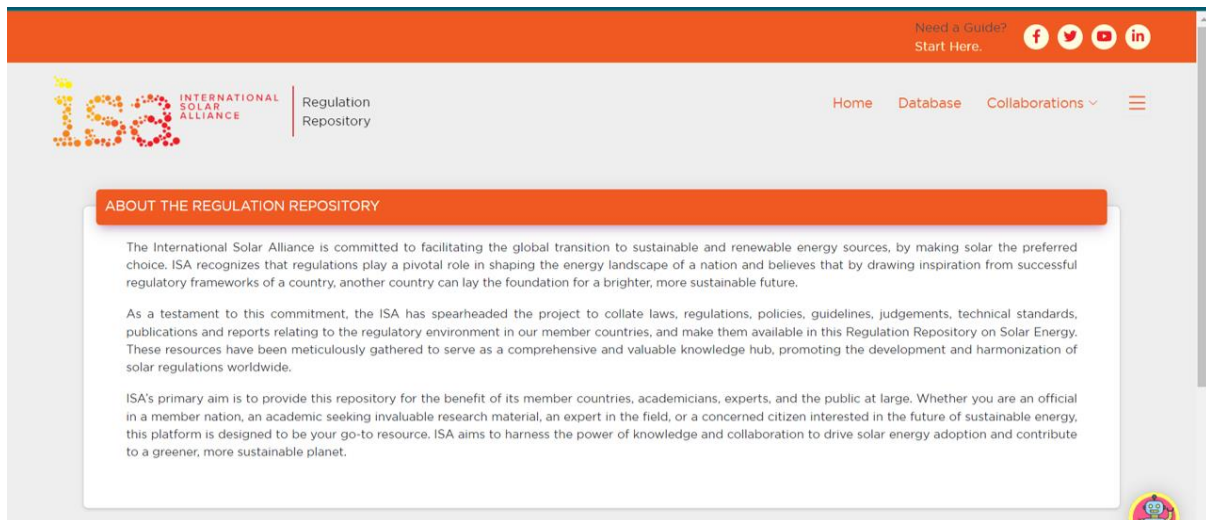 Need a Guide?
Start Here.
isa
INTERNATIONAL
SOLAR
ALLIANCE
Regulation
Repository
Home Database Collaborations
ABOUT THE REGULATION REPOSITORY
The International Solar Alliance is committed to facilitating the global transition to sustainable and renewable energy sources, by making solar the preferred
choice. ISA recognizes that regulations play a pivotal role in shaping the energy landscape of a nation and believes that by drawing inspiration from successful
regulatory frameworks of a country, another country can lay the foundation for a brighter, more sustainable future.
As a testament to this commitment, the ISA has spearheaded the project to collate laws, regulations, policies, guidelines, judgements, technical standards,
publications and reports relating to the regulatory environment in our member countries, and make them available in this Regulation Repository on Solar Energy.
These resources have been meticulously gathered to serve as a comprehensive and valuable knowledge hub, promoting the development and harmonization of
solar regulations worldwide.
ISA's primary aim is to provide this repository for the benefit of its member countries, academicians, experts, and the public at large. Whether you are an official
in a member nation, an academic seeking invaluable research material, an expert in the field, or a concerned citizen interested in the future of sustainable energy,
this platform is designed to be your go-to resource. ISA aims to harness the power of knowledge and collaboration to drive solar energy adoption and contribute
to a greener, more sustainable planet.